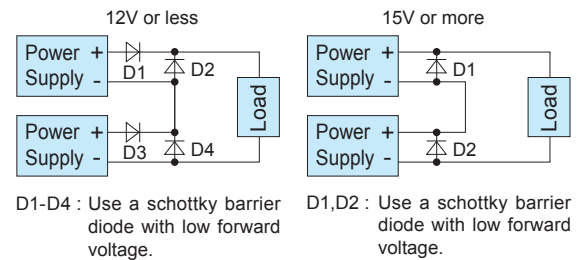 12V or less
Power +
Supply -
D1
D2
Load
Power +
Supply -
D3
D4
D1-D4 : Use a schottky barrier
diode with low forward
voltage.
15V or more
Power +
Supply -
D1
Load
Power +
Supply -
D2
D1,D2 : Use a schottky barrier
diode with low forward
voltage.